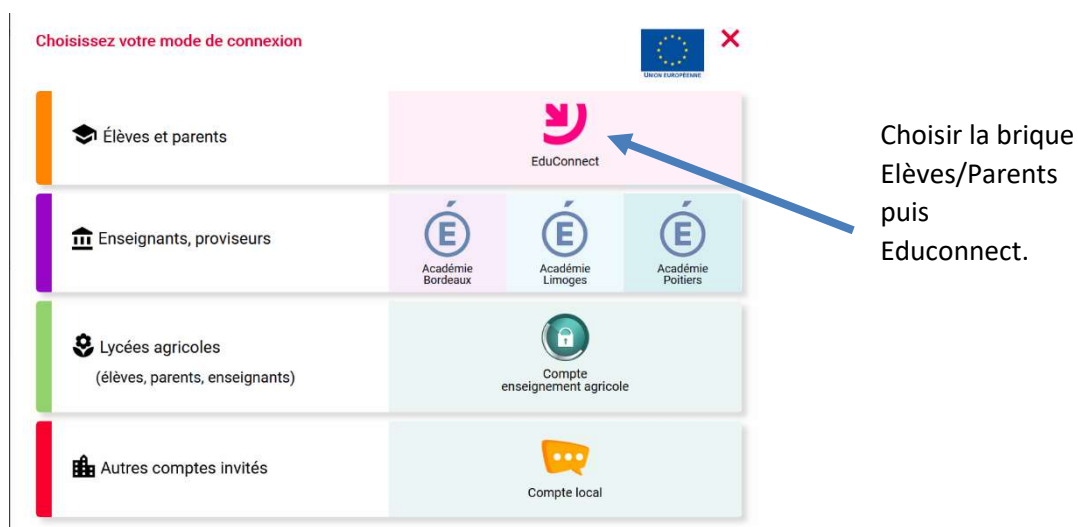 Choisissez votre mode de connexion
UNION EUROPÉENNE
Élèves et parents
EduConnect
Choisir la brique
Elèves/Parents
puis
Educonnect.
Enseignants, proviseurs
É
Académie
Bordeaux
É
Académie
Limoges
É
Académie
Poitiers
Lycées agricoles
(élèves, parents, enseignants)
Compte
enseignement agricole
Autres comptes invités
Compte local